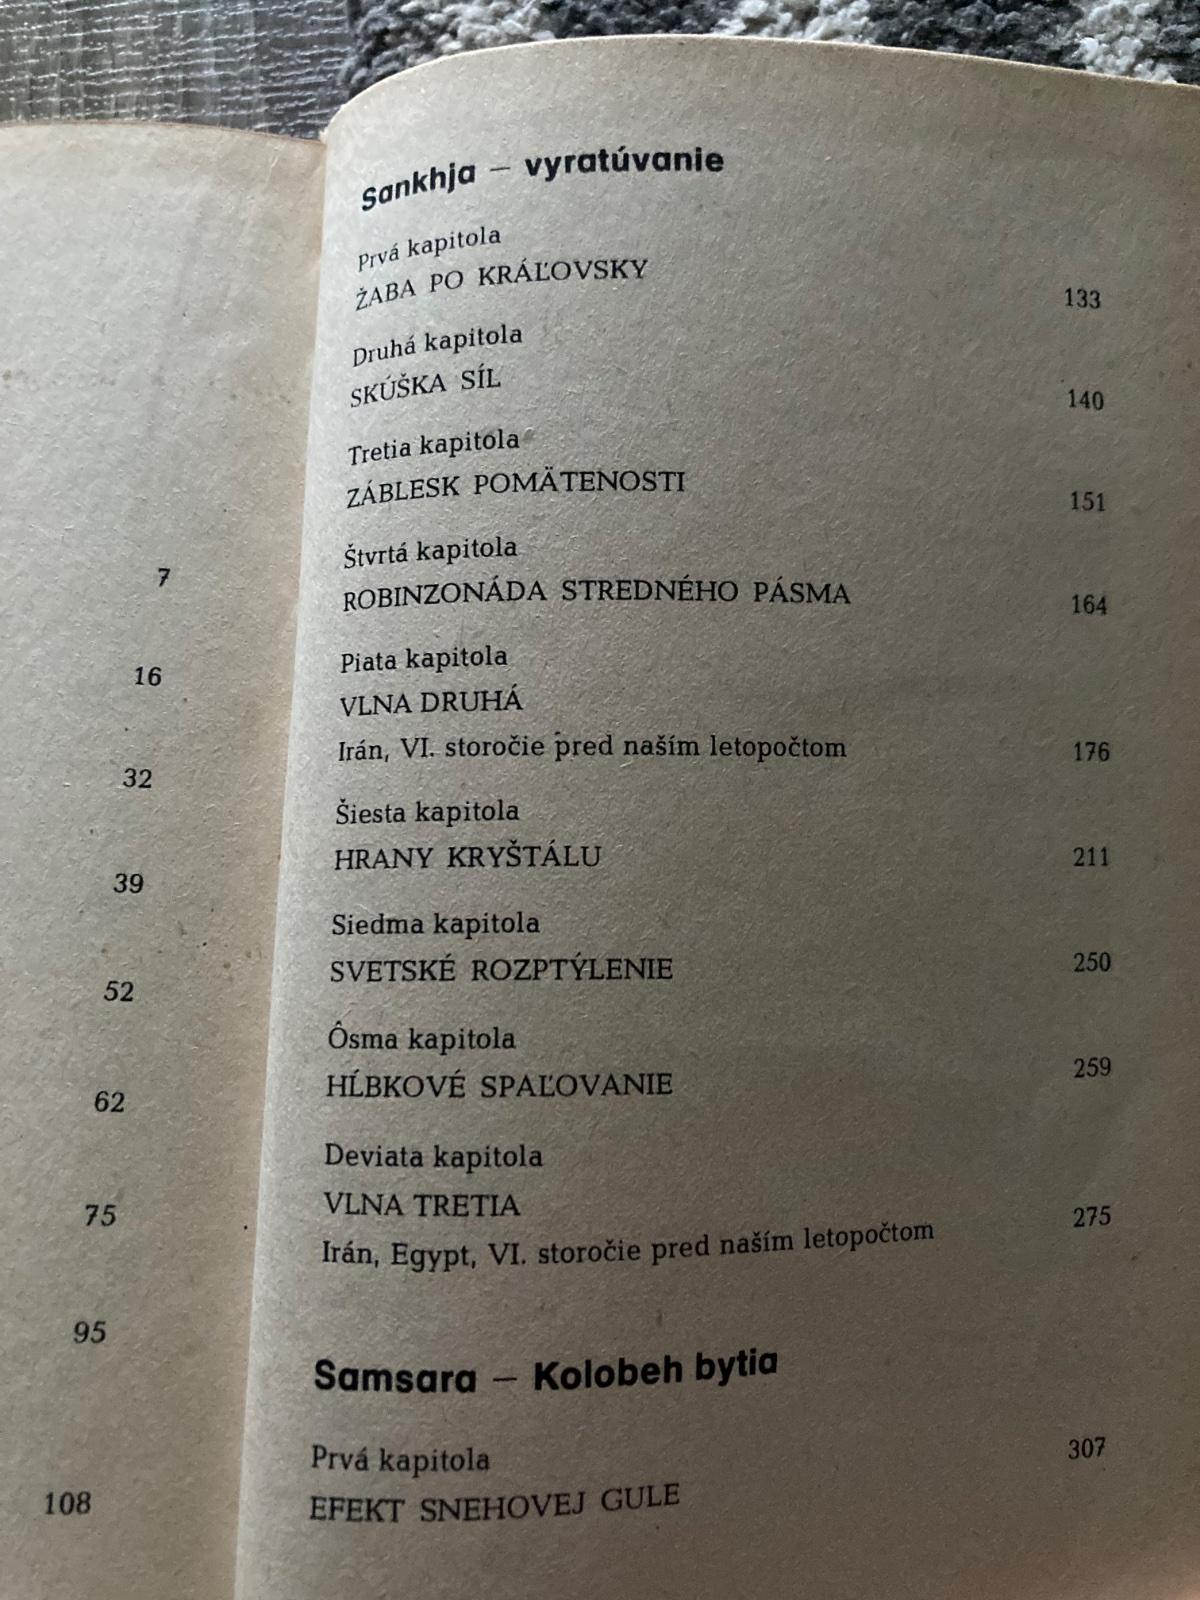 7
16
32
39
52
62
75
95
108
Sankhja – vyratúvanie
Prvá kapitola
ŽABA PO KRÁĽOVSKY 133
Druhá kapitola
SKÚŠKA SÍL 140
Tretia kapitola
ZÁBLESK POMÄTENOSTI 151
Štvrtá kapitola
ROBINZONÁDA STREDNÉHO PÁSMA 164
Piata kapitola
VLNA DRUHÁ
Irán, VI. storočie pred naším letopočtom 176
Šiesta kapitola
HRANY KRYŠTÁLU 211
Siedma kapitola
SVETSKÉ ROZPTÝLENIE 250
Ôsma kapitola
HĹBKOVÉ SPAĽOVANIE 259
Deviata kapitola
VLNA TRETIA
Irán, Egypt, VI. storočie pred naším letopočtom 275
Samsara – Kolobeh bytia
Prvá kapitola
EFEKT SNEHOVEJ GULE 307